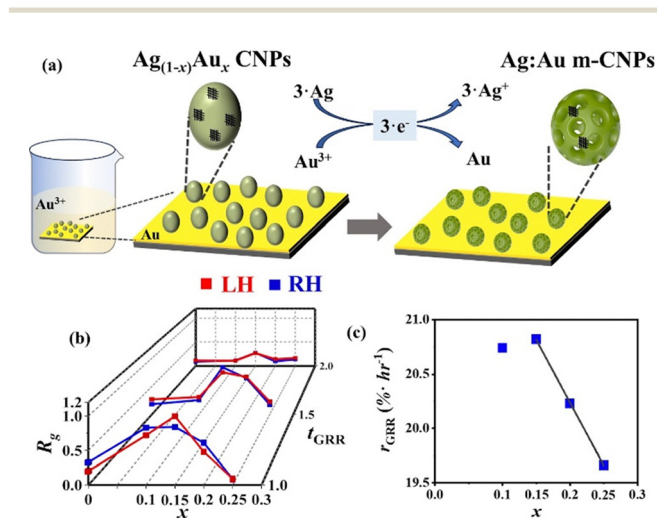 (a)
Ag(1-x)Aux CNPs
Ag:Au m-CNPs
3·Ag
3·Ag⁺
3·e⁻
Au³⁺
Au
Au³⁺
Au
LH RH
(b)
1.2
1.0
0.5
0.0
Rg
0 0.1 0.15 0.2 0.25 0.3
x
1.0
1.5
2.0
tGRR
(c)
21.0
20.5
20.0
19.5
rGRR (%· hr⁻¹)
0.0 0.1 0.2 0.3
x